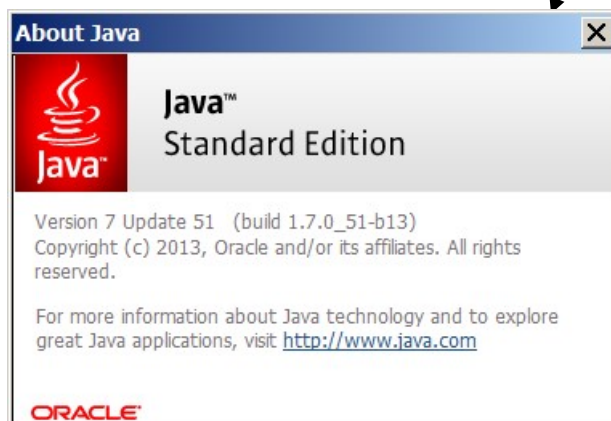 About Java
Java™
Java™
Standard Edition
Version 7 Update 51 (build 1.7.0_51-b13)
Copyright (c) 2013, Oracle and/or its affiliates. All rights
reserved.
For more information about Java technology and to explore
great Java applications, visit http://www.java.com
ORACLE